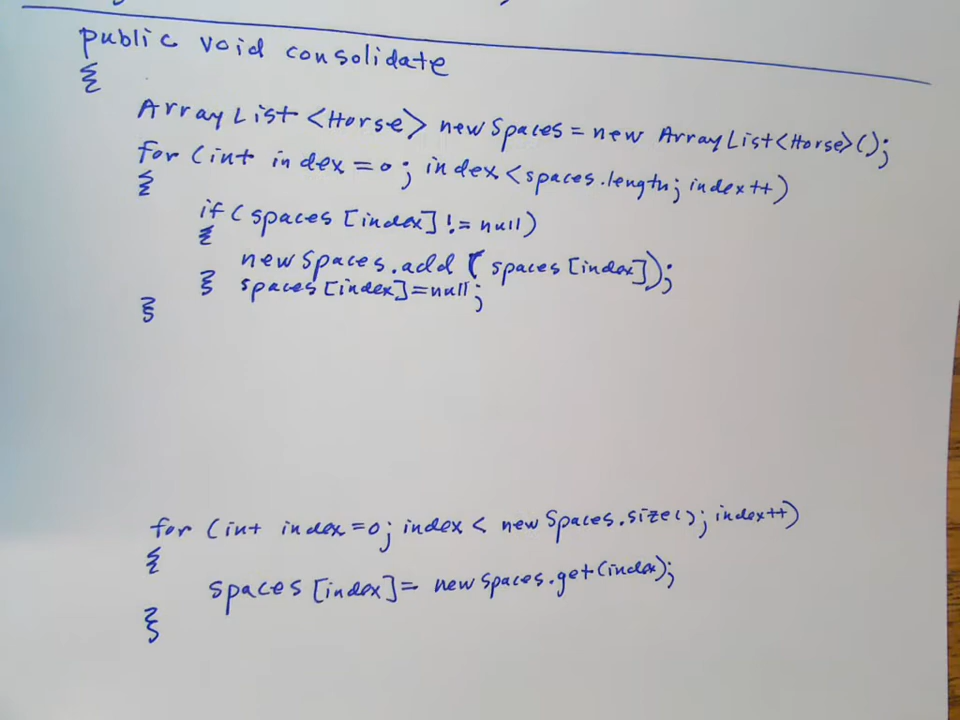 public void consolidate
{
ArrayList <Horse> newSpaces = new ArrayList<Horse>();
for (int index = 0; index < spaces.length; index++)
{
if (spaces [index] != null)
{
newSpaces.add (spaces [index]);
} spaces [index] = null;
}
for (int index = 0; index < newSpaces.size(); index++)
{
spaces [index] = newSpaces.get(index);
}